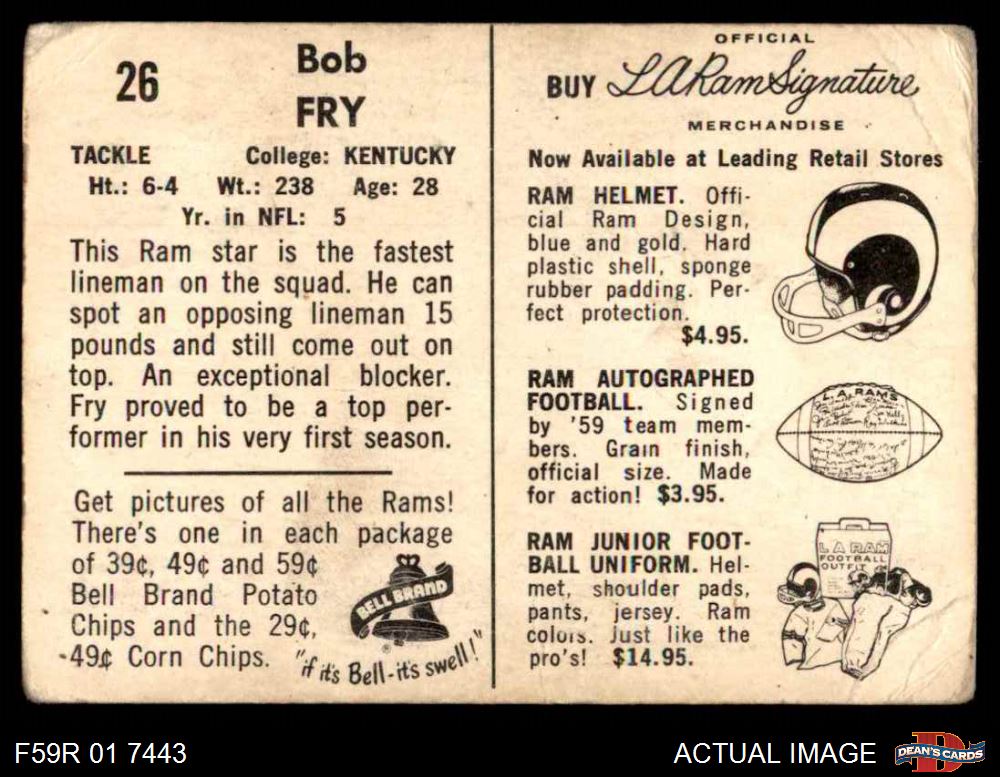 26
Bob
FRY
TACKLE College: KENTUCKY
Ht.: 6-4 Wt.: 238 Age: 28
Yr. in NFL: 5
This Ram star is the fastest
lineman on the squad. He can
spot an opposing lineman 15
pounds and still come out on
top. An exceptional blocker.
Fry proved to be a top per-
former in his very first season.
Get pictures of all the Rams!
There's one in each package
of 39¢, 49¢ and 59¢
Bell Brand Potato
Chips and the 29¢,
49¢ Corn Chips.
BELL BRAND
"if it's Bell-it's swell!"
OFFICIAL
BUY LA Ram Signature
MERCHANDISE
Now Available at Leading Retail Stores
RAM HELMET. Offi-
cial Ram Design,
blue and gold. Hard
plastic shell, sponge
rubber padding. Per-
fect protection.
$4.95.
RAM AUTOGRAPHED
FOOTBALL. Signed
by '59 team mem-
bers. Grain finish,
official size. Made
for action! $3.95.
L.A. RAMS
RAM JUNIOR FOOT-
BALL UNIFORM. Hel-
met, shoulder pads,
pants, jersey. Ram
colors. Just like the
pro's! $14.95.
L A RAM
FOOTBALL
OUTFIT
F59R 01 7443
ACTUAL IMAGE
DEAN'S CARDS